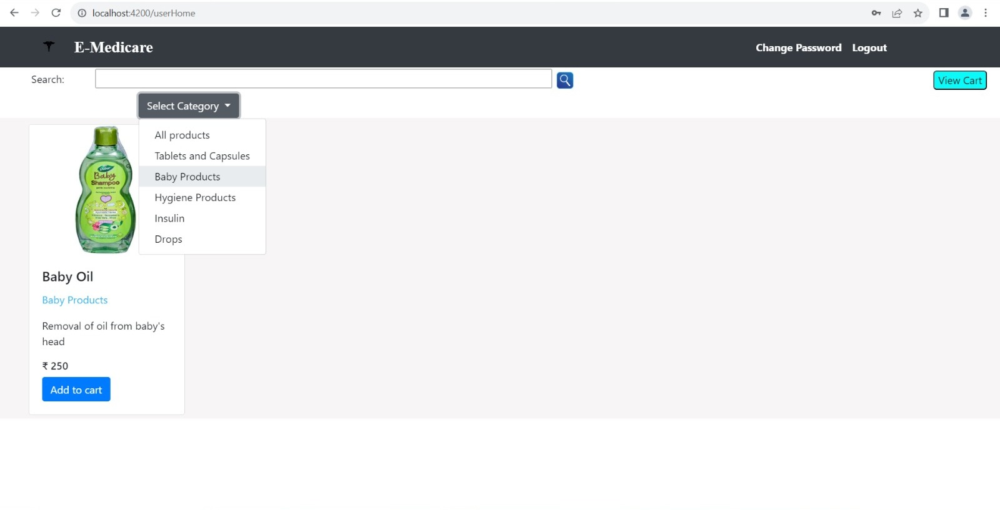 localhost:4200/userHome
E-Medicare
Change Password Logout
Search:
View Cart
Select Category
All products
Tablets and Capsules
Baby Products
Hygiene Products
Insulin
Drops
Dabur
Baby
Shampoo
Baby Oil
Baby Products
Removal of oil from baby's
head
₹ 250
Add to cart